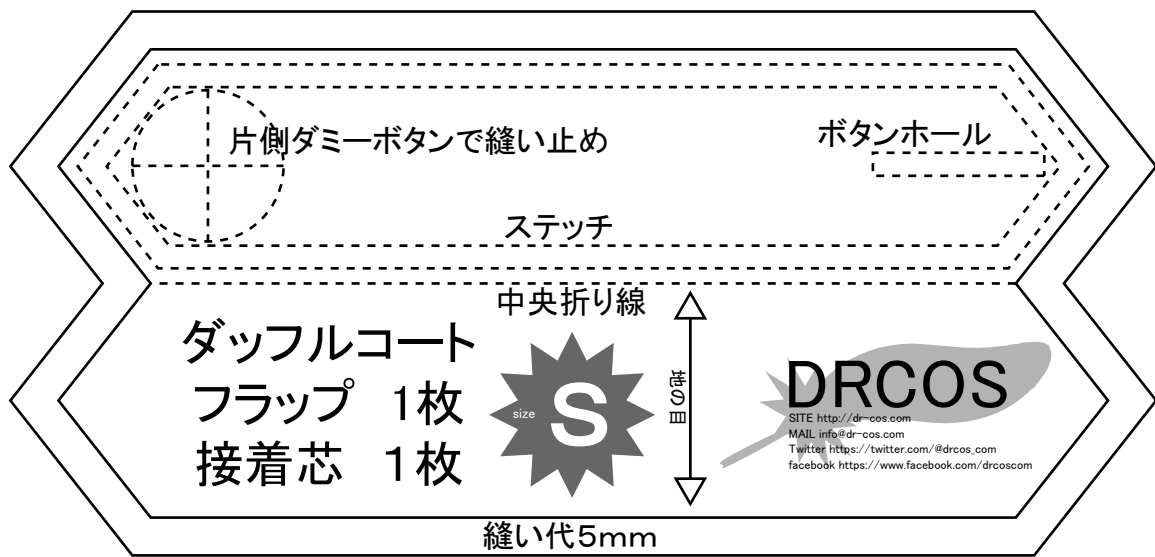 片側ダミーボタンで縫い止め
ボタンホール
ステッチ
中央折り線
ダッフルコート
フラップ 1枚
接着芯 1枚
size S
地の目
DRCOS
SITE http://dr-cos.com
MAIL info@dr-cos.com
Twitter https://twitter.com/@drcos_com
facebook https://www.facebook.com/drcoscom
縫い代5mm